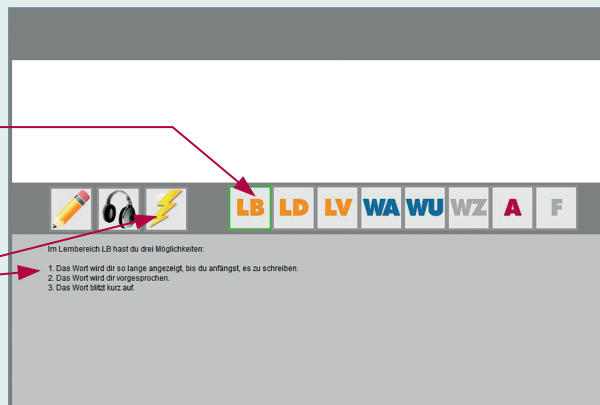 LB LD LV WA WU WZ A F
Im Lernbereich LB hast du drei Möglichkeiten:
1. Das Wort wird dir so lange angezeigt, bis du anfängst, es zu schreiben.
2. Das Wort wird dir vorgesprochen.
3. Das Wort blitzt kurz auf.